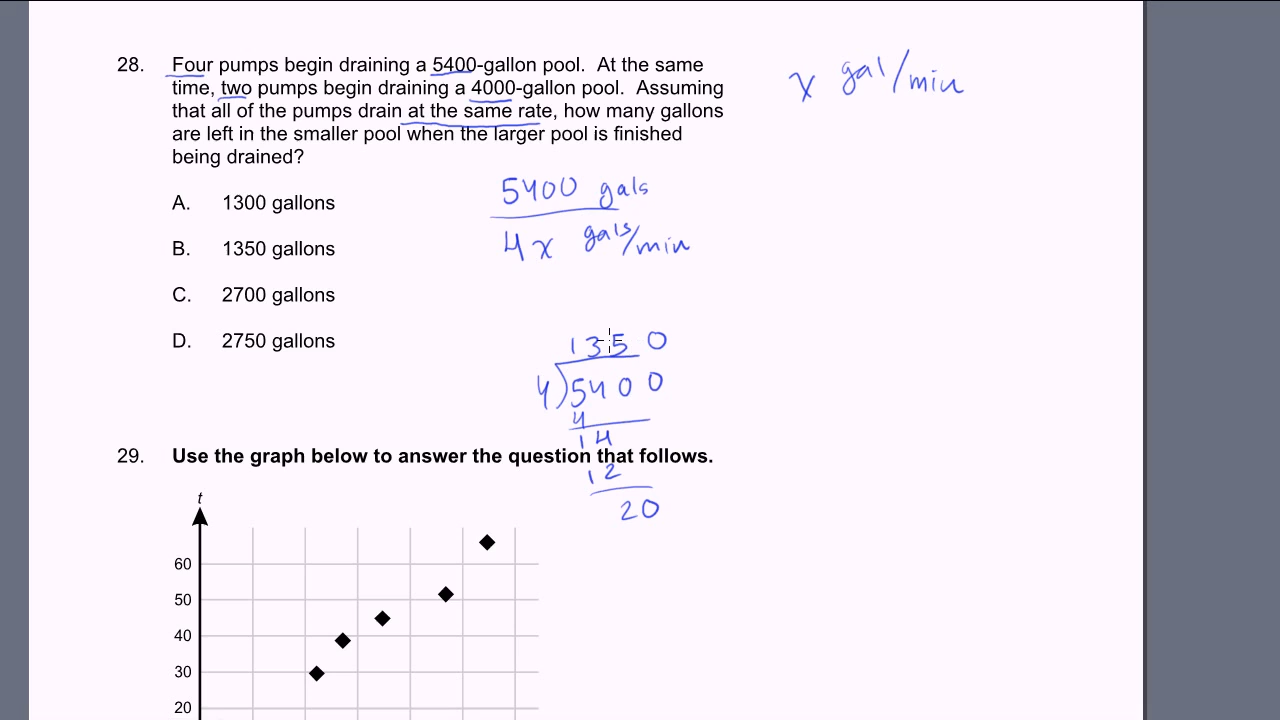 28. Four pumps begin draining a 5400-gallon pool. At the same
time, two pumps begin draining a 4000-gallon pool. Assuming
that all of the pumps drain at the same rate, how many gallons
are left in the smaller pool when the larger pool is finished
being drained?
x gal/min
A. 1300 gallons
B. 1350 gallons
C. 2700 gallons
D. 2750 gallons
5400 gals
4x gals/min
1350
4)5400
4
14
12
20
29. Use the graph below to answer the question that follows.
t
60
50
40
30
20